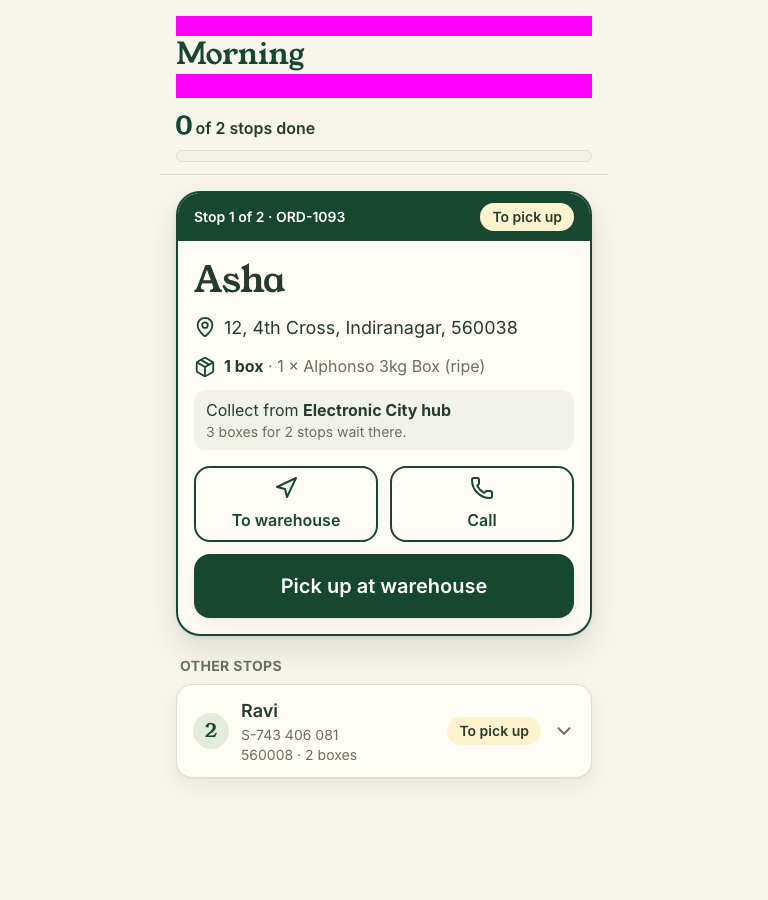 Morning
0 of 2 stops done
Stop 1 of 2 · ORD-1093
To pick up
Asha
12, 4th Cross, Indiranagar, 560038
1 box · 1 × Alphonso 3kg Box (ripe)
Collect from Electronic City hub
3 boxes for 2 stops wait there.
To warehouse
Call
Pick up at warehouse
OTHER STOPS
2
Ravi
S-743 406 081
560008 · 2 boxes
To pick up